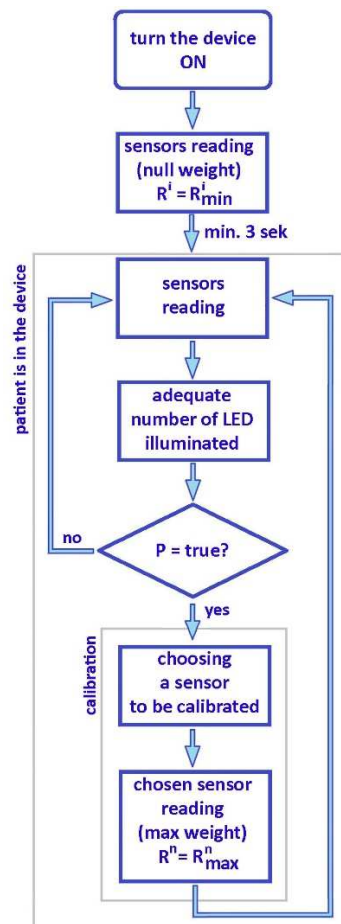 turn the device
ON
sensors reading
(null weight)
R^i = R^i_min
min. 3 sek
patient is in the device
sensors
reading
adequate
number of LED
illuminated
P = true?
no
yes
calibration
choosing
a sensor
to be calibrated
chosen sensor
reading
(max weight)
R^n = R^n_max